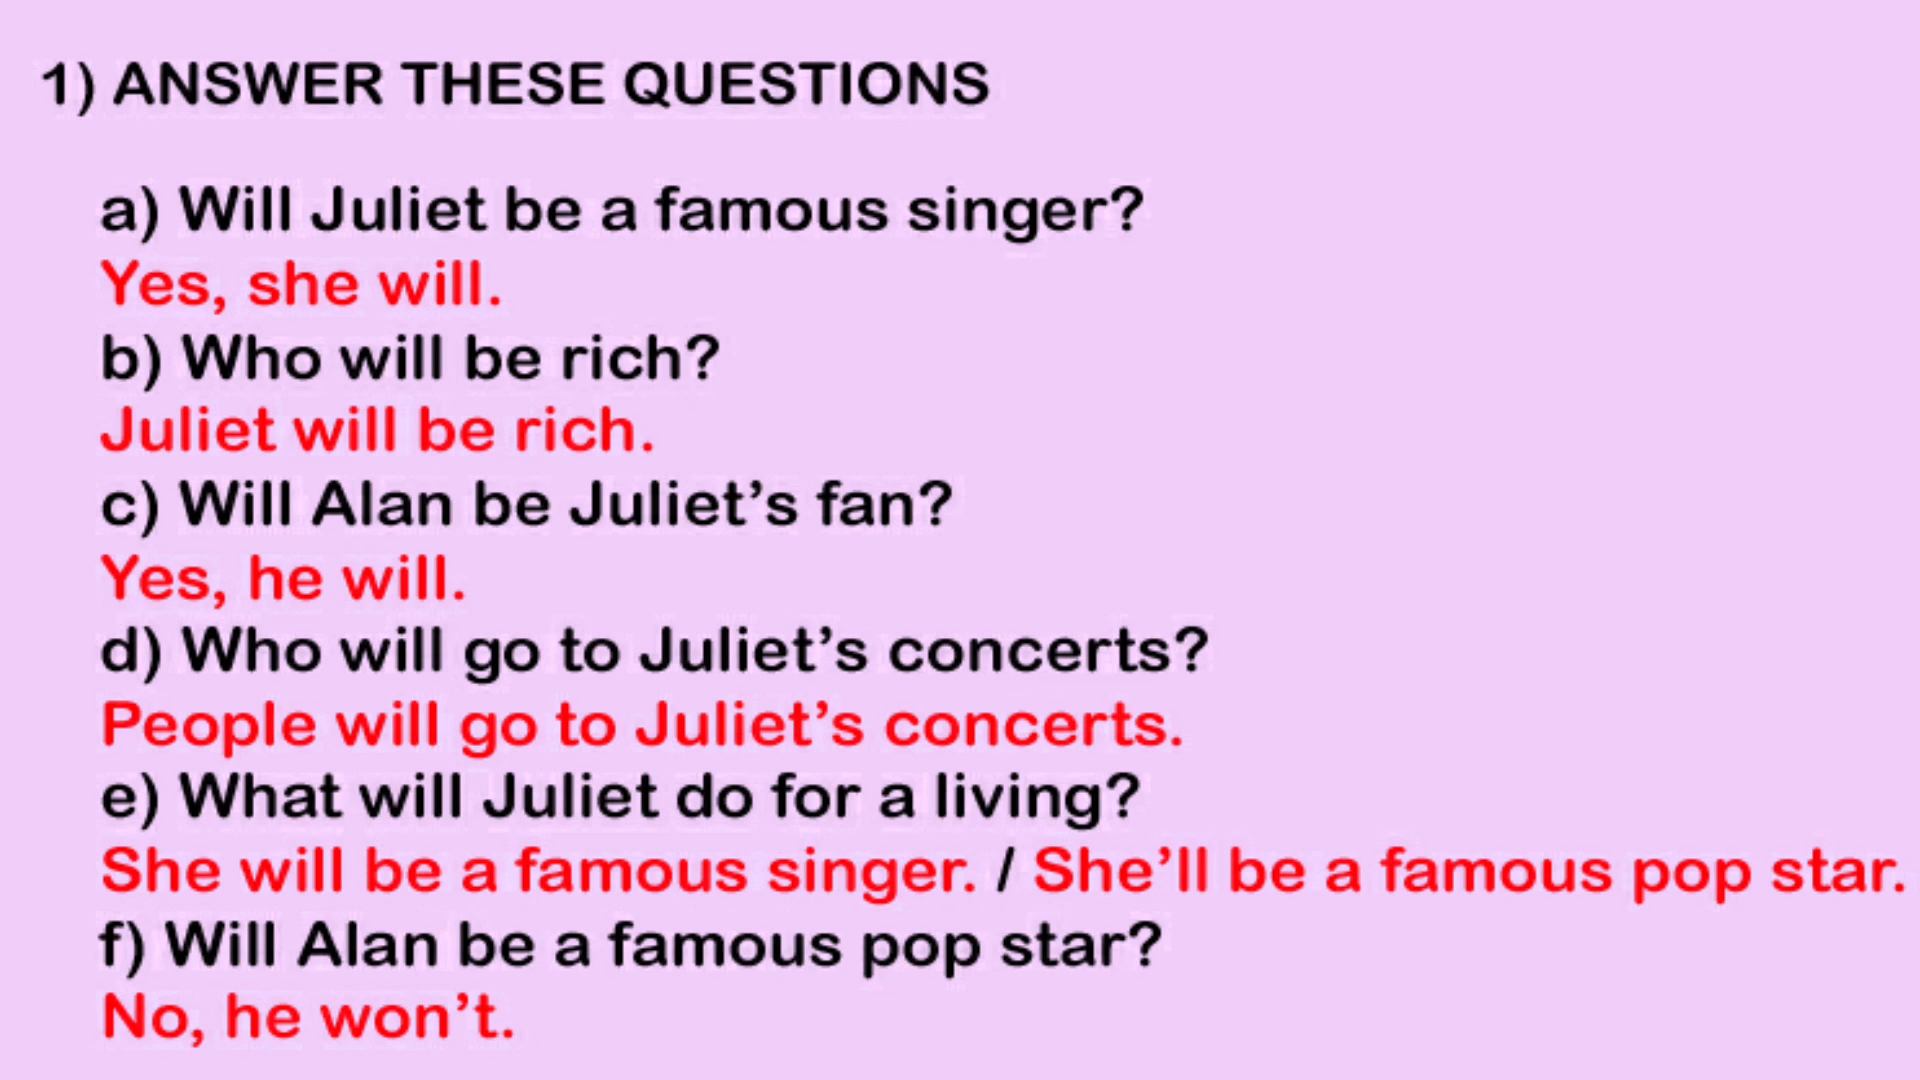 1) ANSWER THESE QUESTIONS
a) Will Juliet be a famous singer?
Yes, she will.
b) Who will be rich?
Juliet will be rich.
c) Will Alan be Juliet’s fan?
Yes, he will.
d) Who will go to Juliet’s concerts?
People will go to Juliet’s concerts.
e) What will Juliet do for a living?
She will be a famous singer. / She’ll be a famous pop star.
f) Will Alan be a famous pop star?
No, he won’t.